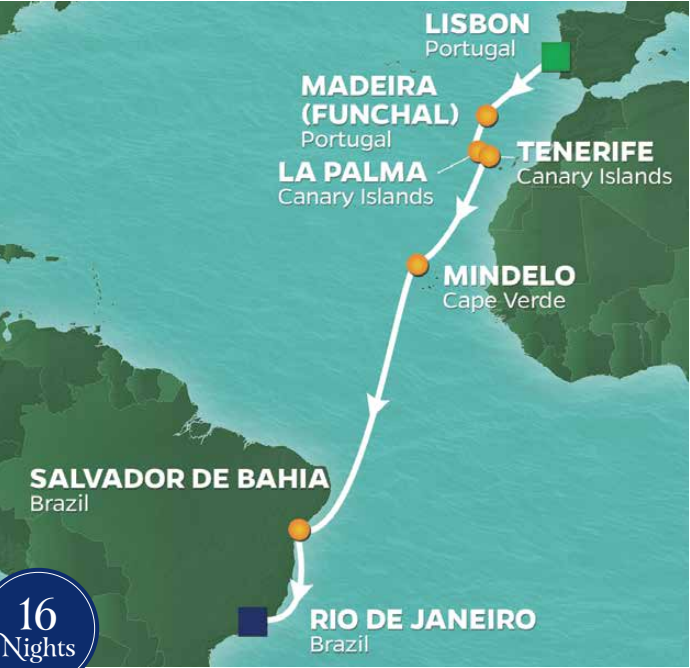 LISBON
Portugal
MADEIRA
(FUNCHAL)
Portugal
LA PALMA
Canary Islands
TENERIFE
Canary Islands
MINDELO
Cape Verde
SALVADOR DE BAHIA
Brazil
RIO DE JANEIRO
Brazil
16
Nights